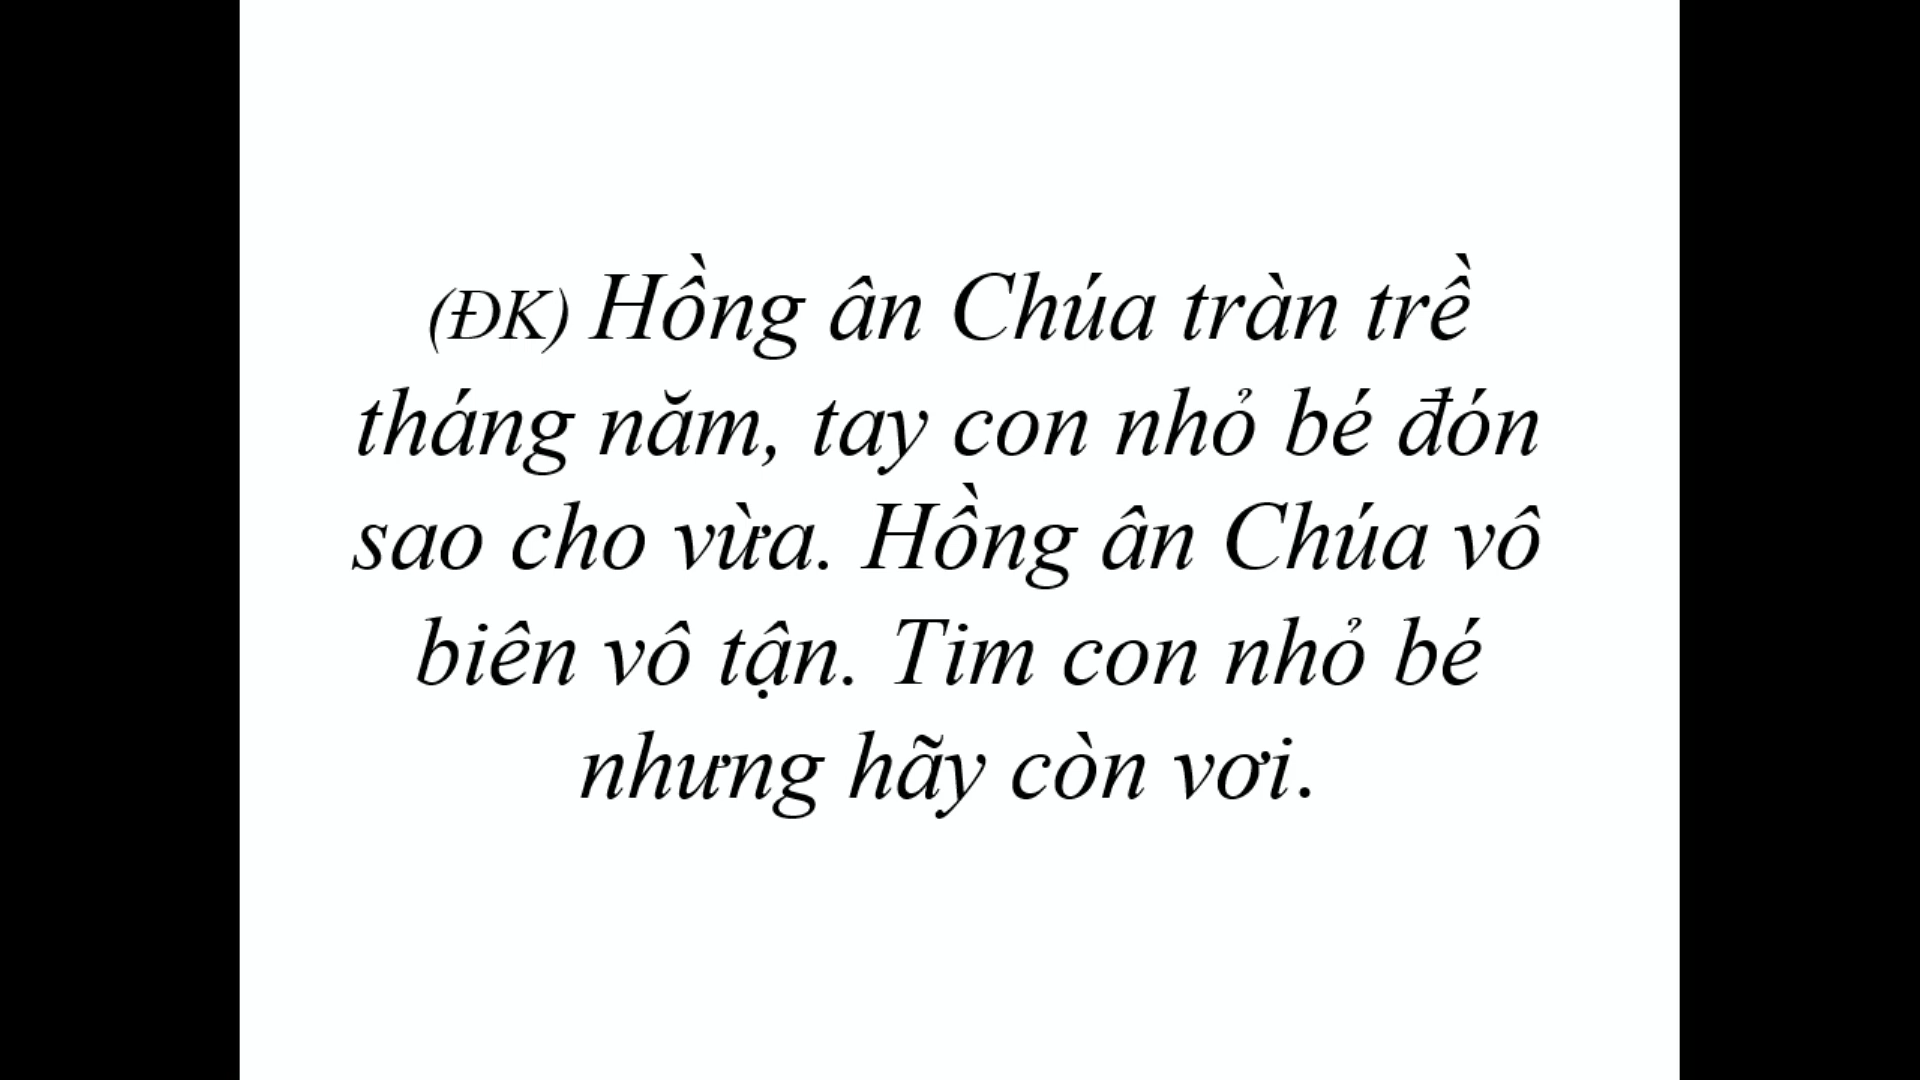 (ĐK) Hồng ân Chúa tràn trề
tháng năm, tay con nhỏ bé đón
sao cho vừa. Hồng ân Chúa vô
biên vô tận. Tim con nhỏ bé
nhưng hãy còn vơi.